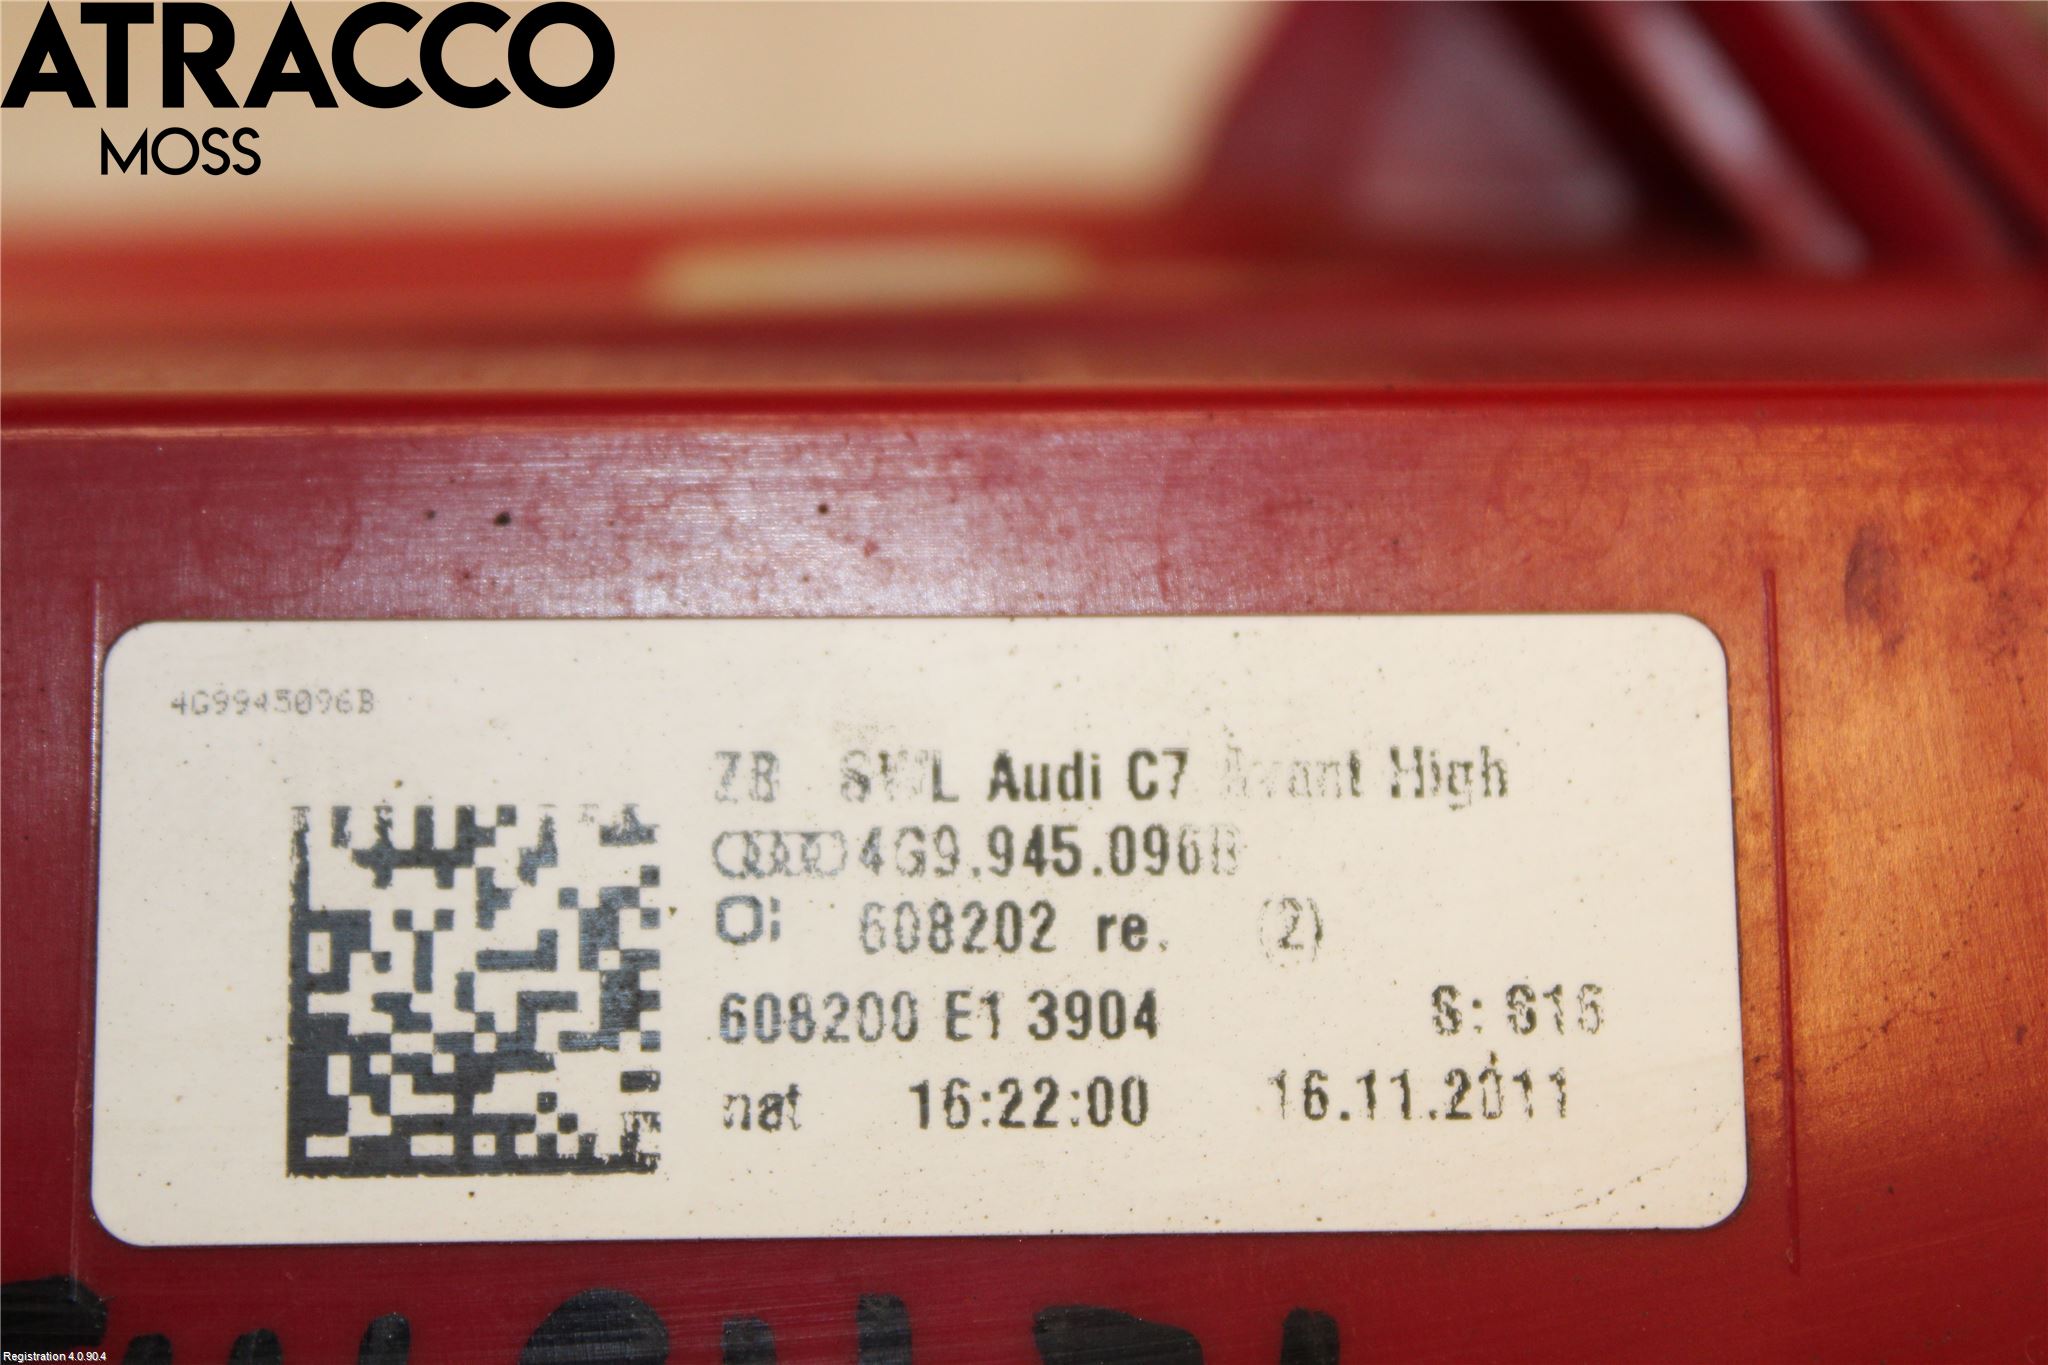 ATRACCO
MOSS
4G9945096B
ZB SWL Audi C7 Avant High
4G9.945.096B
608202 re. (2)
608200 E1 3904
nat 16:22:00 16.11.2011
Registration 4.0.90.4